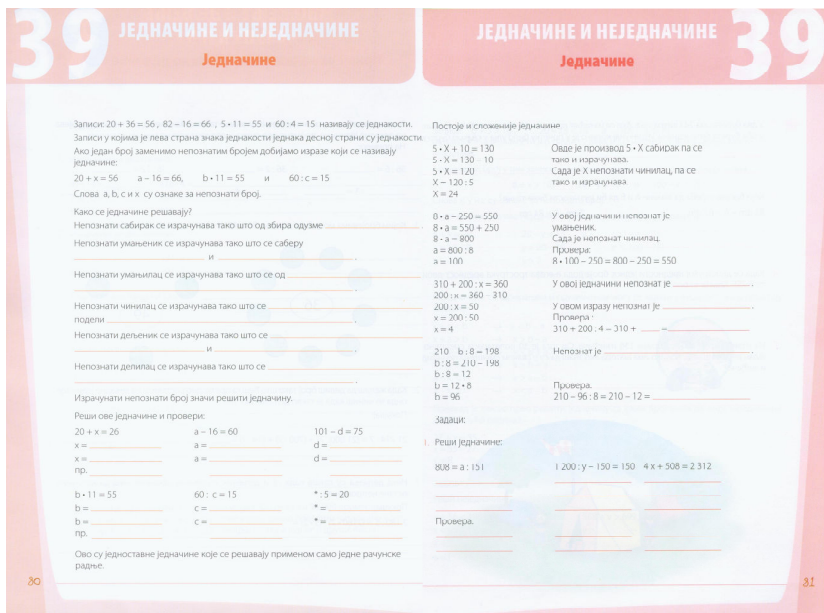 39 ЈЕДНАЧИНЕ И НЕЈЕДНАЧИНЕ
Једначине
Записи: 20 + 36 = 56 , 82 – 16 = 66 , 5 • 11 = 55 и 60 : 4 = 15 називају се једнакости.
Записи у којима је лева страна знака једнакости једнака десној страни су једнакости.
Ако један број заменимо непознатим бројем добијамо изразе који се називају
једначине:
20 + x = 56 a – 16 = 66, b • 11 = 55 и 60 : c = 15
Слова a, b, c и x су ознаке за непознати број.
Како се једначине решавају?
Непознати сабирак се израчунава тако што од збира одузме .
Непознати умањеник се израчунава тако што се саберу
и .
Непознати умањилац се израчунава тако што се од
.
Непознати чинилац се израчунава тако што се
подели .
Непознати дељеник се израчунава тако што се
и .
Непознати делилац се израчунава тако што се
.
Израчунати непознати број значи решити једначину.
Реши ове једначине и провери:
20 + x = 26 a – 16 = 60 101 – d = 75
x = a = d =
x = a = d =
пр.
b • 11 = 55 60 : c = 15 * : 5 = 20
b = c = * =
b = c = * =
пр.
Ово су једноставне једначине које се решавају применом само једне рачунске
радње.
30
ЈЕДНАЧИНЕ И НЕЈЕДНАЧИНЕ 39
Једначине
Постоје и сложеније једначине
5 • X + 10 = 130 Овде је производ 5 • X сабирак па се
5 • X = 130 – 10 тако и израчунава.
5 • X = 120 Сада је X непознати чинилац, па се
X = 120 : 5 тако и израчунава
X = 24
8 • a – 250 = 550 У овој једначини непознат је
8 • a = 550 + 250 умањеник.
8 • a = 800 Сада је непознат чинилац.
a = 800 : 8 Провера:
a = 100 8 • 100 – 250 = 800 – 250 = 550
310 + 200 : x = 360 У овој једначини непознат је .
200 : x = 360 – 310
200 : x = 50 У овом изразу непознат је .
x = 200 : 50 Провера :
x = 4 310 + 200 : 4 = 310 + =
210 – b : 8 = 198 Непознат је .
b : 8 = 210 – 198
b : 8 = 12
b = 12 • 8 Провера.
b = 96 210 – 96 : 8 = 210 – 12 =
Задаци:
1. Реши једначине:
808 = a : 151 1 200 : y – 150 = 150 4 x + 508 = 2 312
Провера.
31